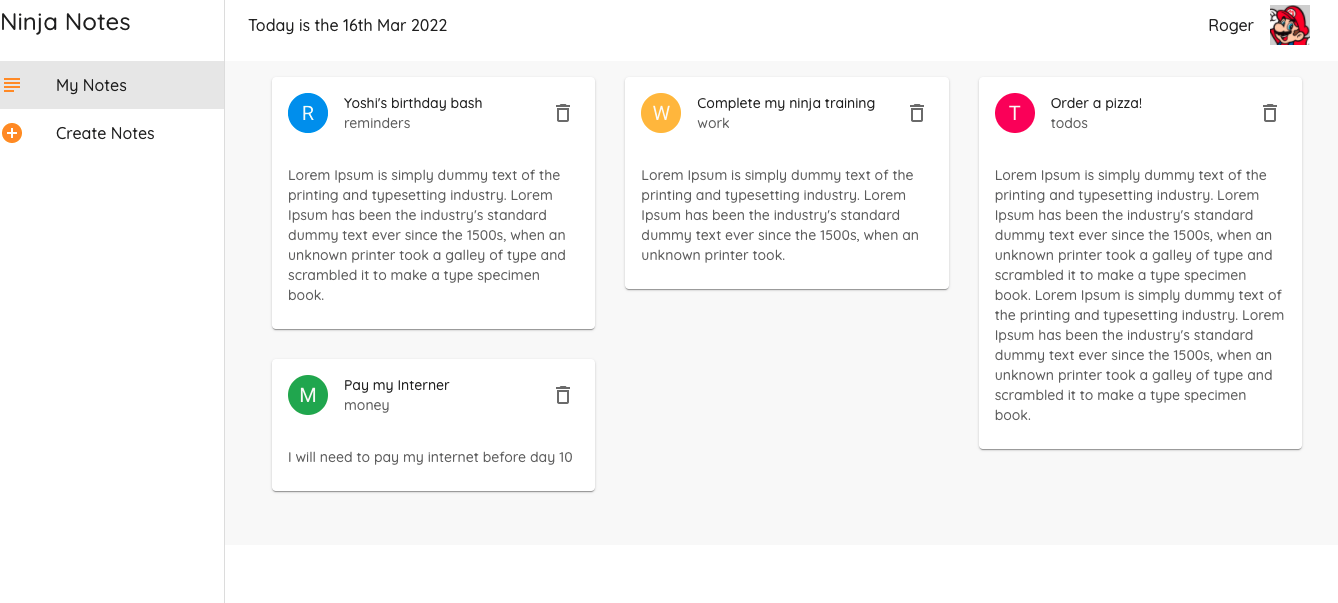 Ninja Notes
Today is the 16th Mar 2022
Roger
My Notes
Create Notes
R
Yoshi's birthday bash
reminders
Lorem Ipsum is simply dummy text of the
printing and typesetting industry. Lorem
Ipsum has been the industry's standard
dummy text ever since the 1500s, when an
unknown printer took a galley of type and
scrambled it to make a type specimen
book.
M
Pay my Interner
money
I will need to pay my internet before day 10
W
Complete my ninja training
work
Lorem Ipsum is simply dummy text of the
printing and typesetting industry. Lorem
Ipsum has been the industry's standard
dummy text ever since the 1500s, when an
unknown printer took.
T
Order a pizza!
todos
Lorem Ipsum is simply dummy text of the
printing and typesetting industry. Lorem
Ipsum has been the industry's standard
dummy text ever since the 1500s, when an
unknown printer took a galley of type and
scrambled it to make a type specimen
book. Lorem Ipsum is simply dummy text of
the printing and typesetting industry. Lorem
Ipsum has been the industry's standard
dummy text ever since the 1500s, when an
unknown printer took a galley of type and
scrambled it to make a type specimen
book.